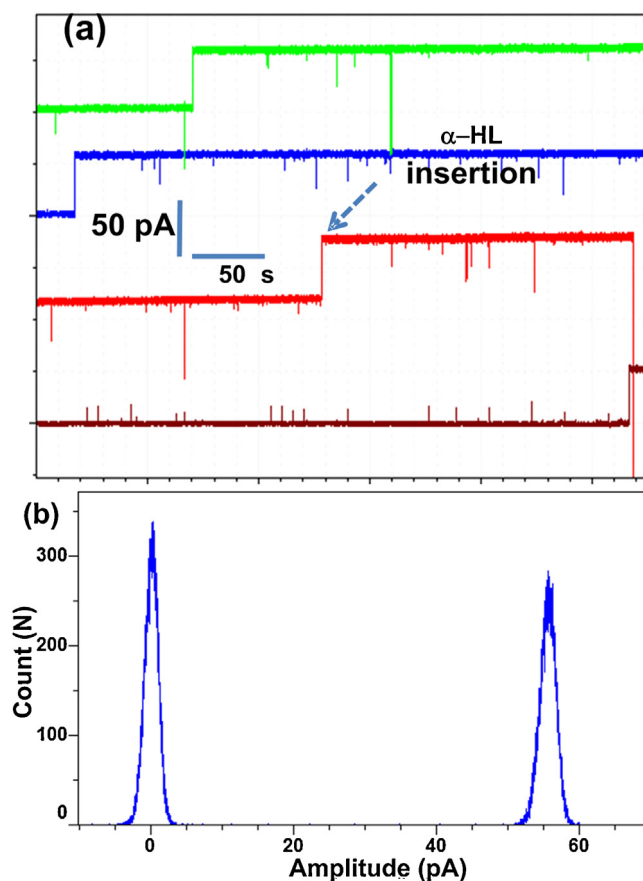 (a)
α–HL
insertion
50 pA
50 s
(b)
Count (N)
300
200
100
0
0 20 40 60
Amplitude (pA)